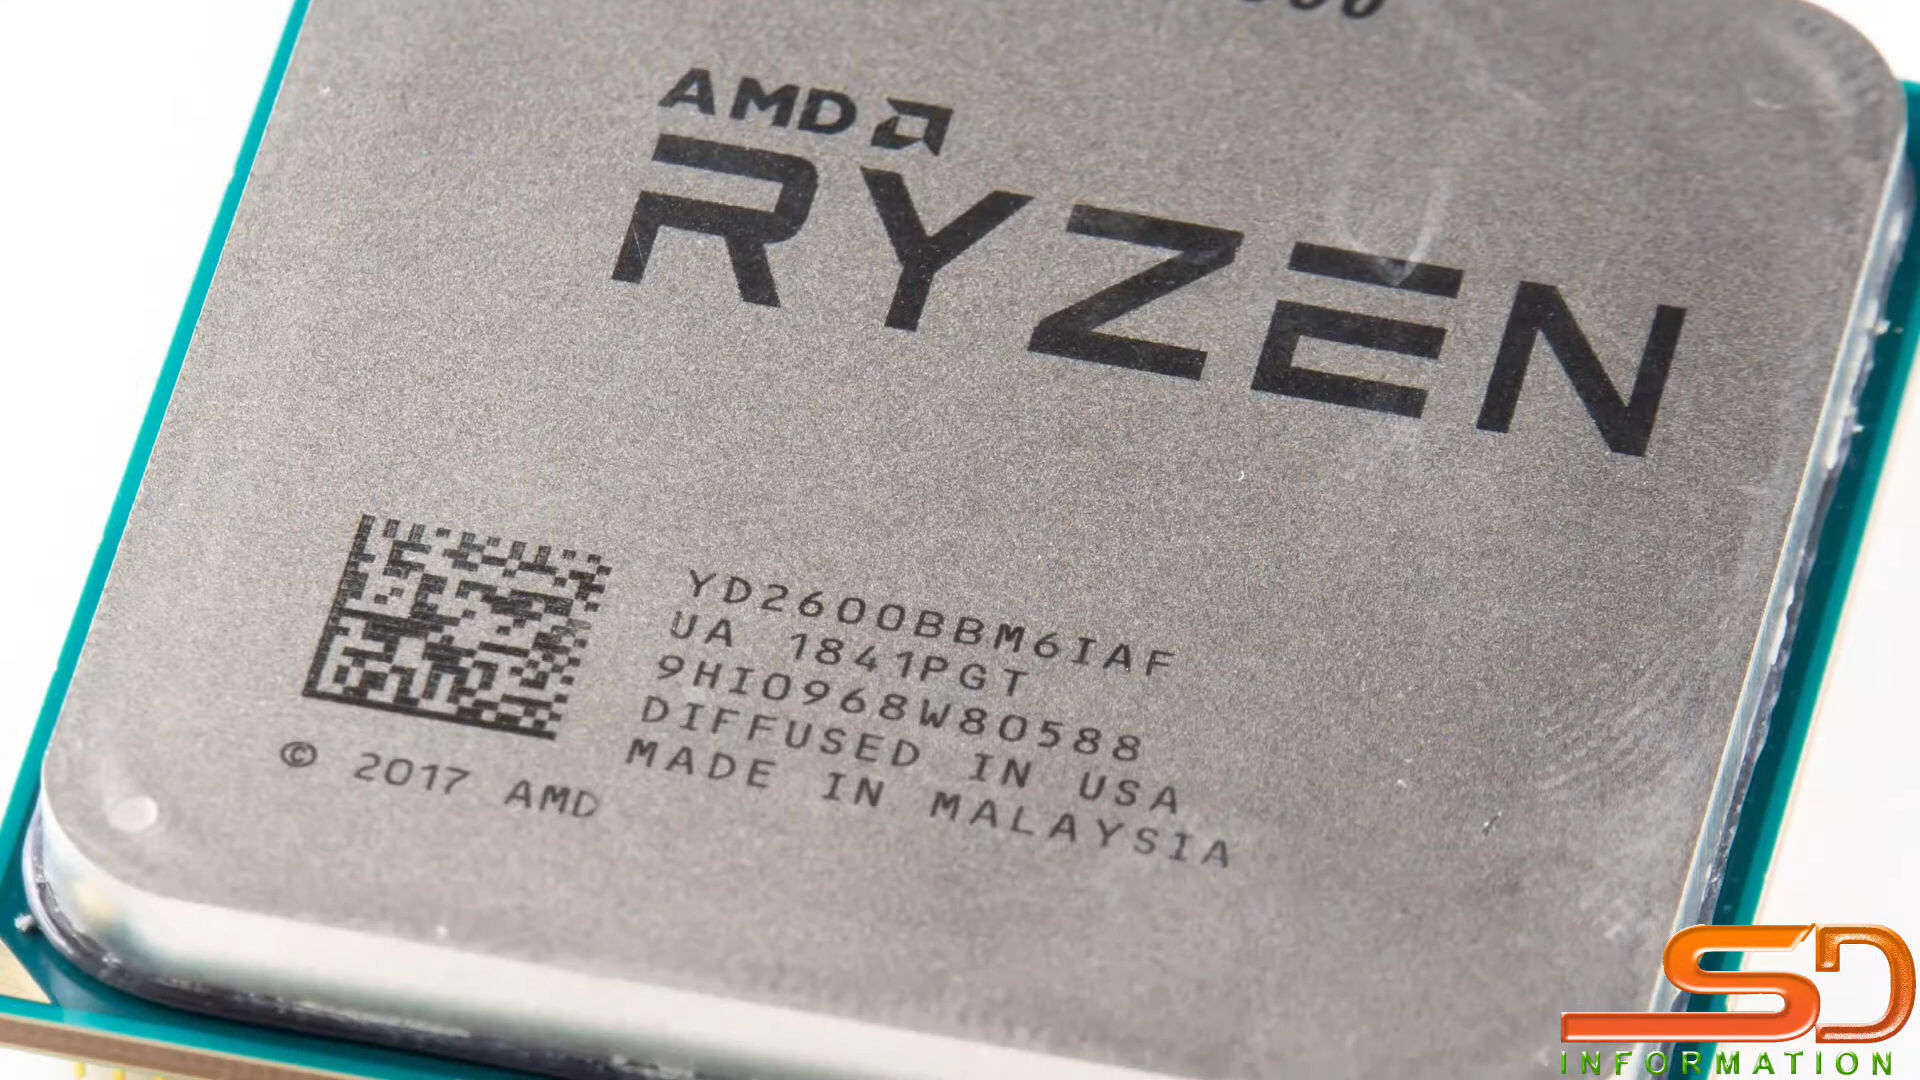 AMD
RYZEN
YD2600BBM6IAF
UA 1841PGT
9HI0968W80588
DIFFUSED IN USA
MADE IN MALAYSIA
© 2017 AMD
SD
INFORMATION